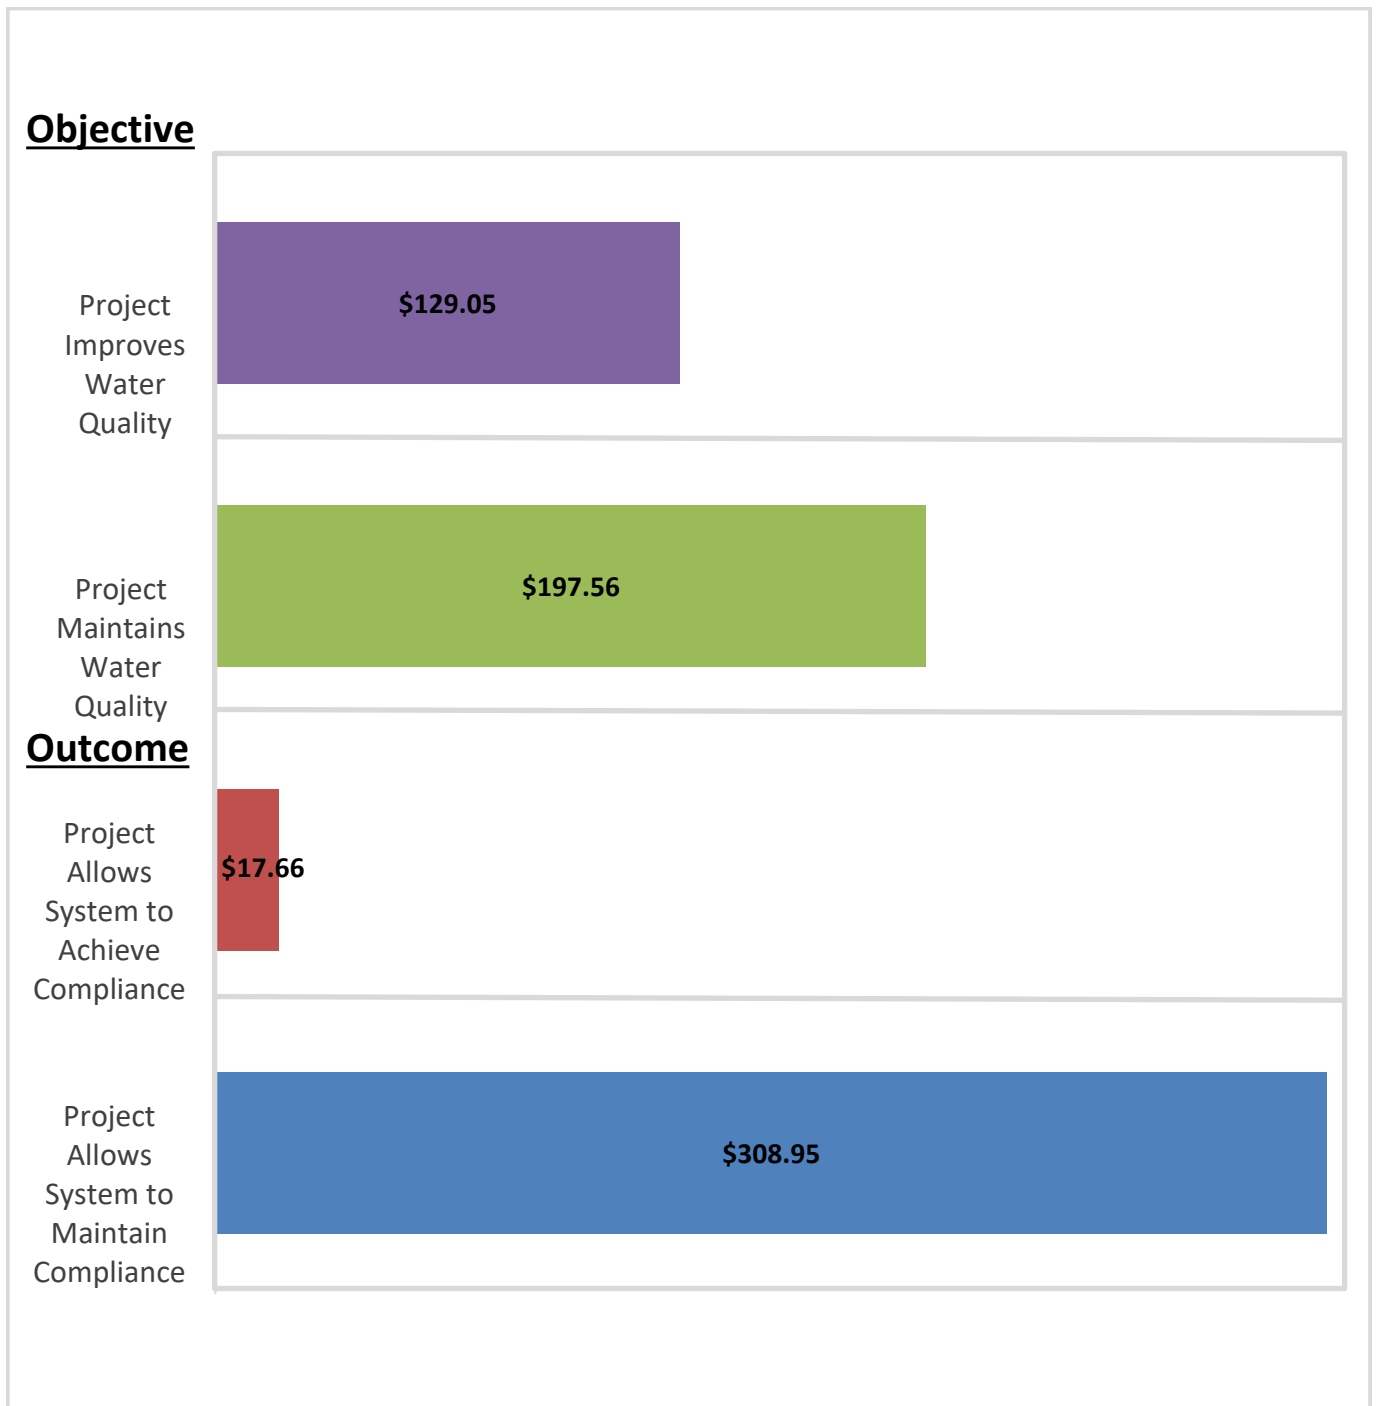 Objective
Project
Improves
Water
Quality
$129.05
Project
Maintains
Water
Quality
$197.56
Outcome
Project
Allows
System to
Achieve
Compliance
$17.66
Project
Allows
System to
Maintain
Compliance
$308.95